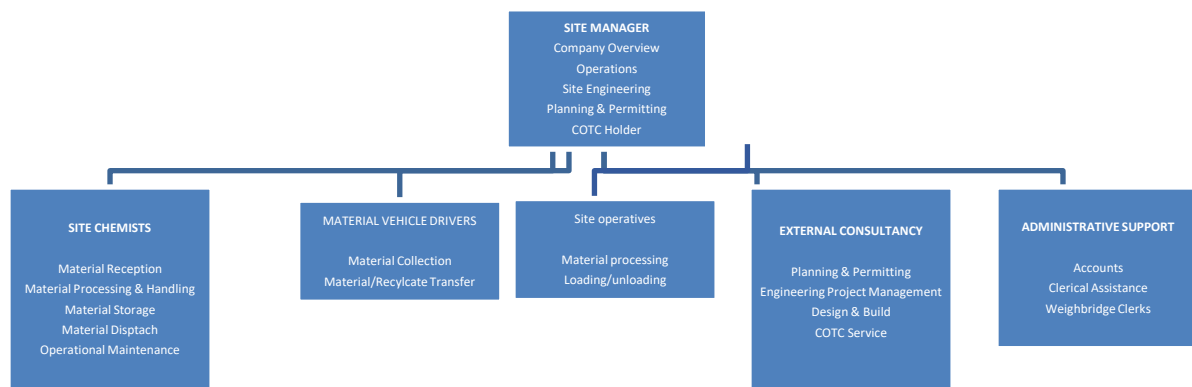 SITE MANAGER
Company Overview
Operations
Site Engineering
Planning & Permitting
COTC Holder
SITE CHEMISTS
Material Reception
Material Processing & Handling
Material Storage
Material Disptach
Operational Maintenance
MATERIAL VEHICLE DRIVERS
Material Collection
Material/Recylcate Transfer
Site operatives
Material processing
Loading/unloading
EXTERNAL CONSULTANCY
Planning & Permitting
Engineering Project Management
Design & Build
COTC Service
ADMINISTRATIVE SUPPORT
Accounts
Clerical Assistance
Weighbridge Clerks